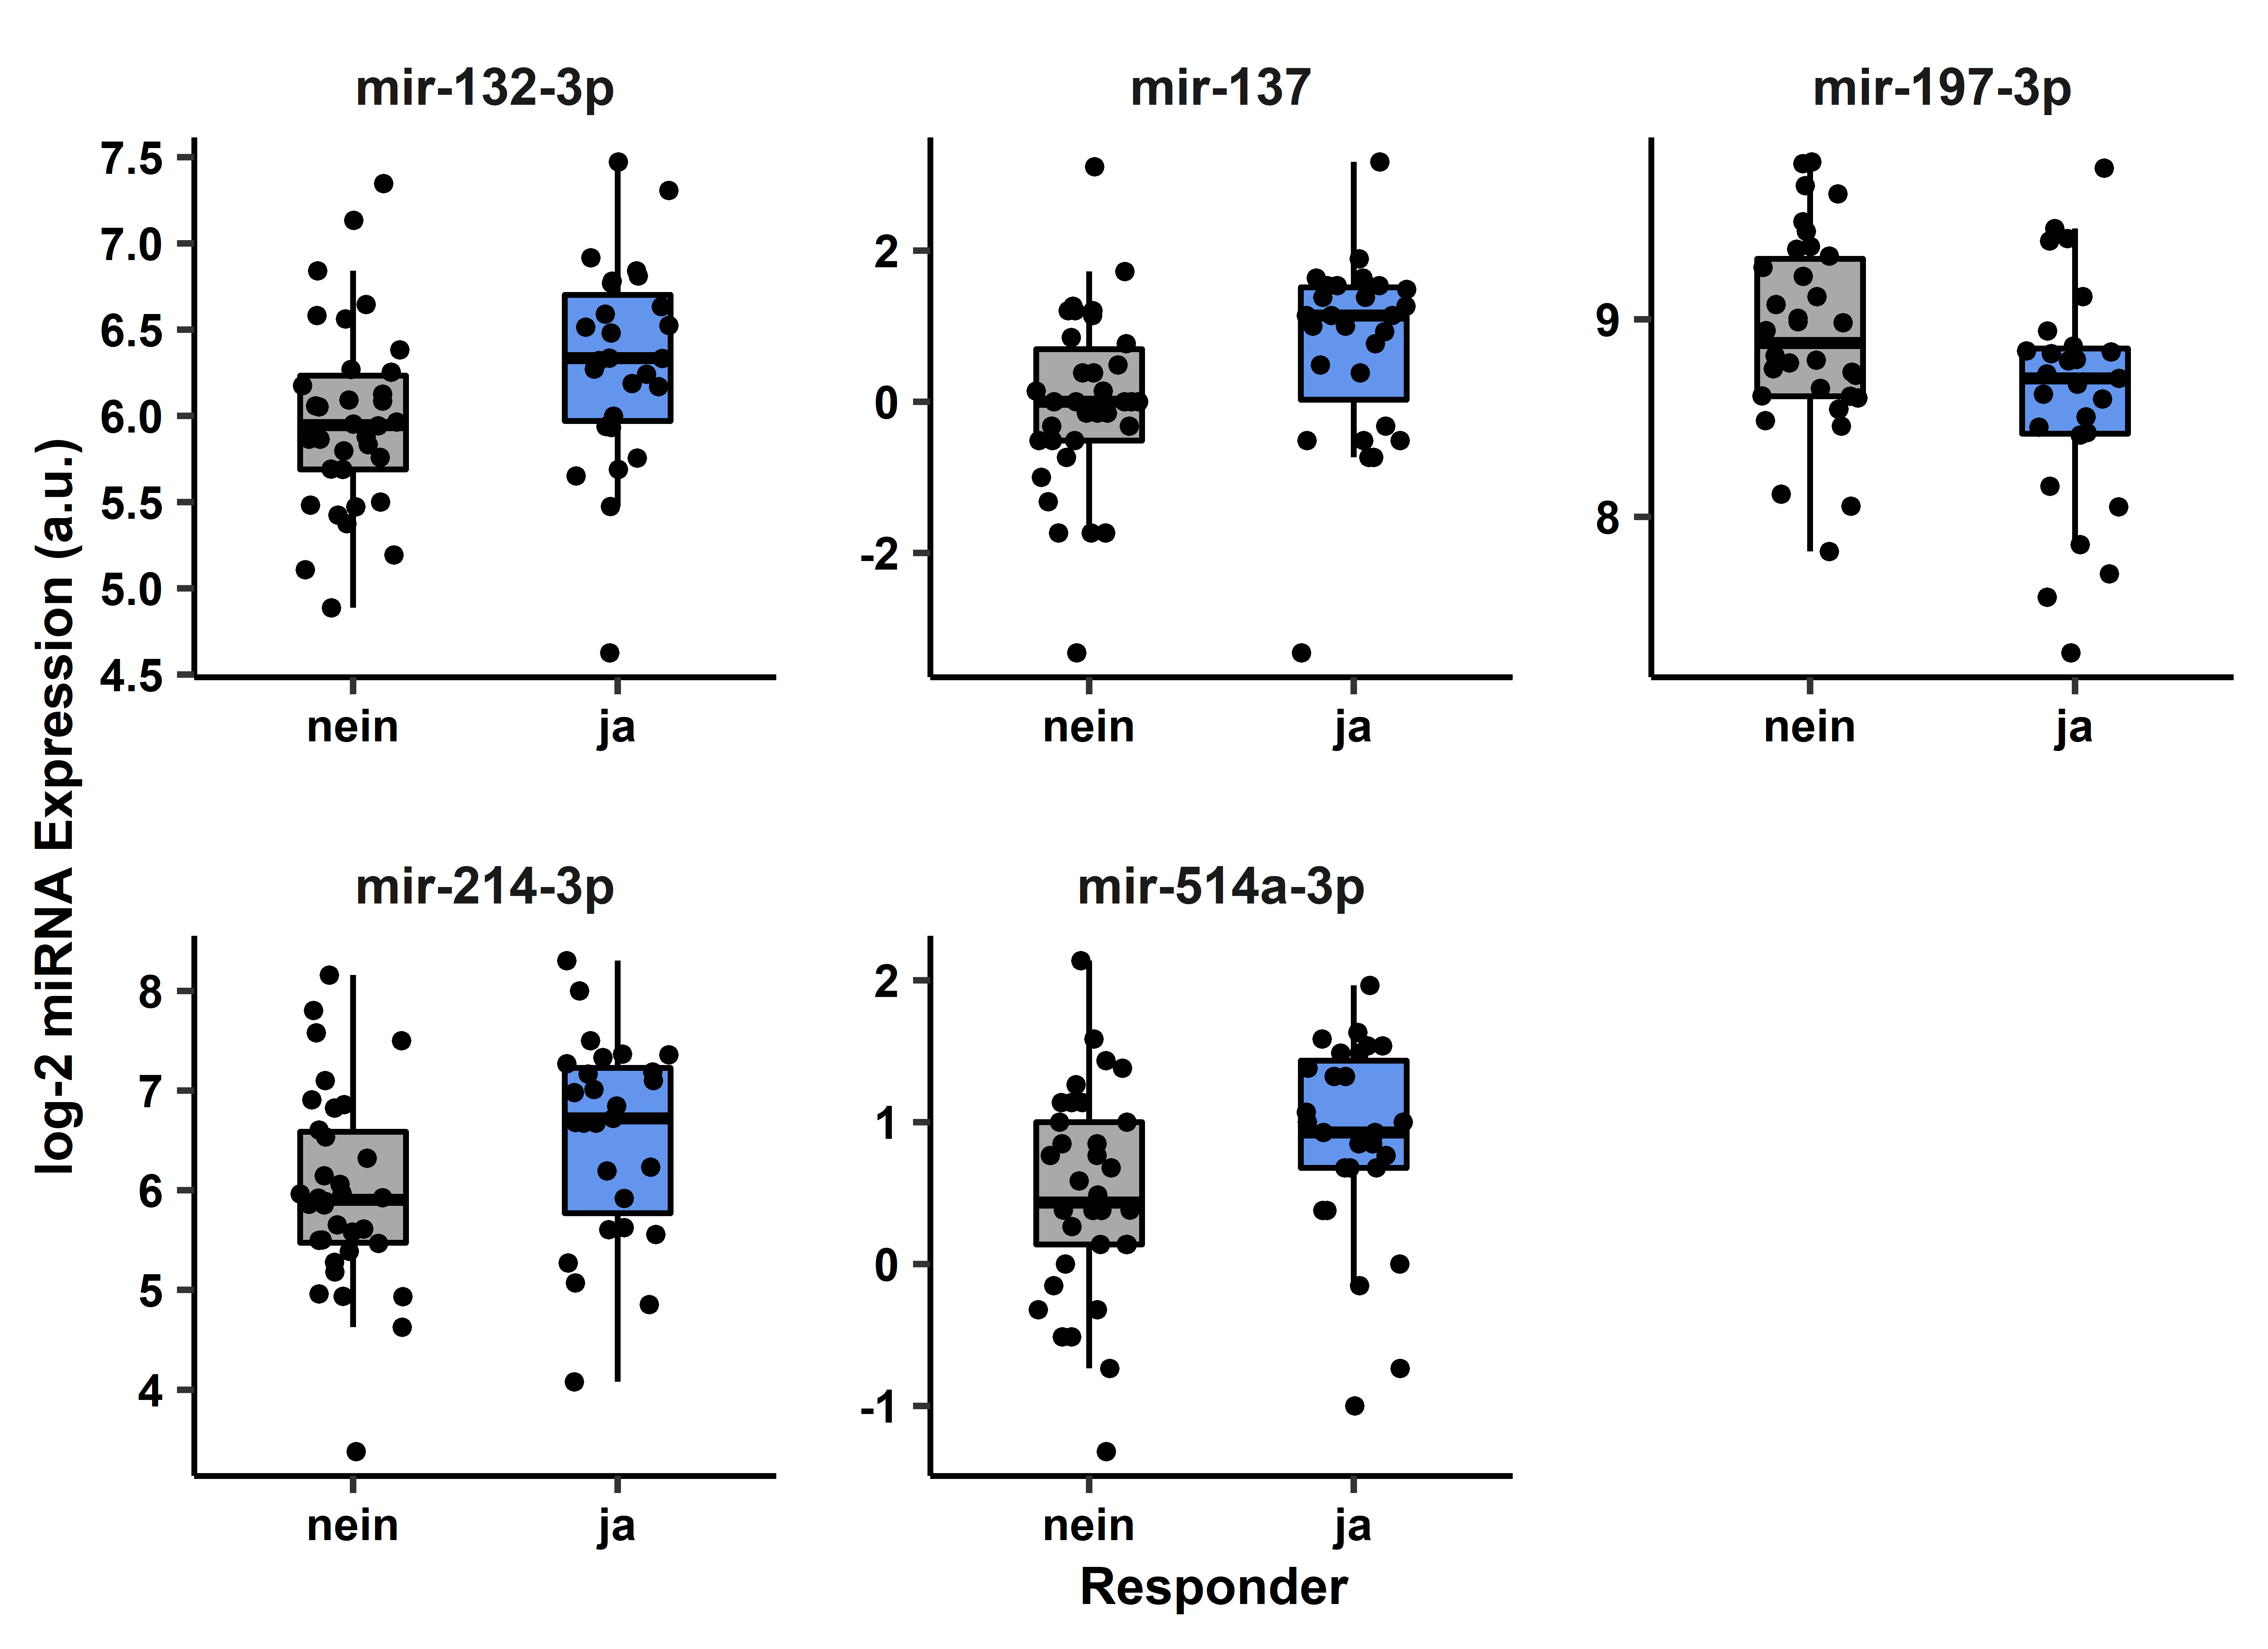 mir-132-3p
mir-137
mir-197-3p
7.5
7.0
6.5
6.0
5.5
5.0
4.5
2
0
-2
9
8
nein
ja
nein
ja
nein
ja
log-2 miRNA Expression (a.u.)
mir-214-3p
mir-514a-3p
8
7
6
5
4
2
1
0
-1
nein
ja
nein
ja
Responder